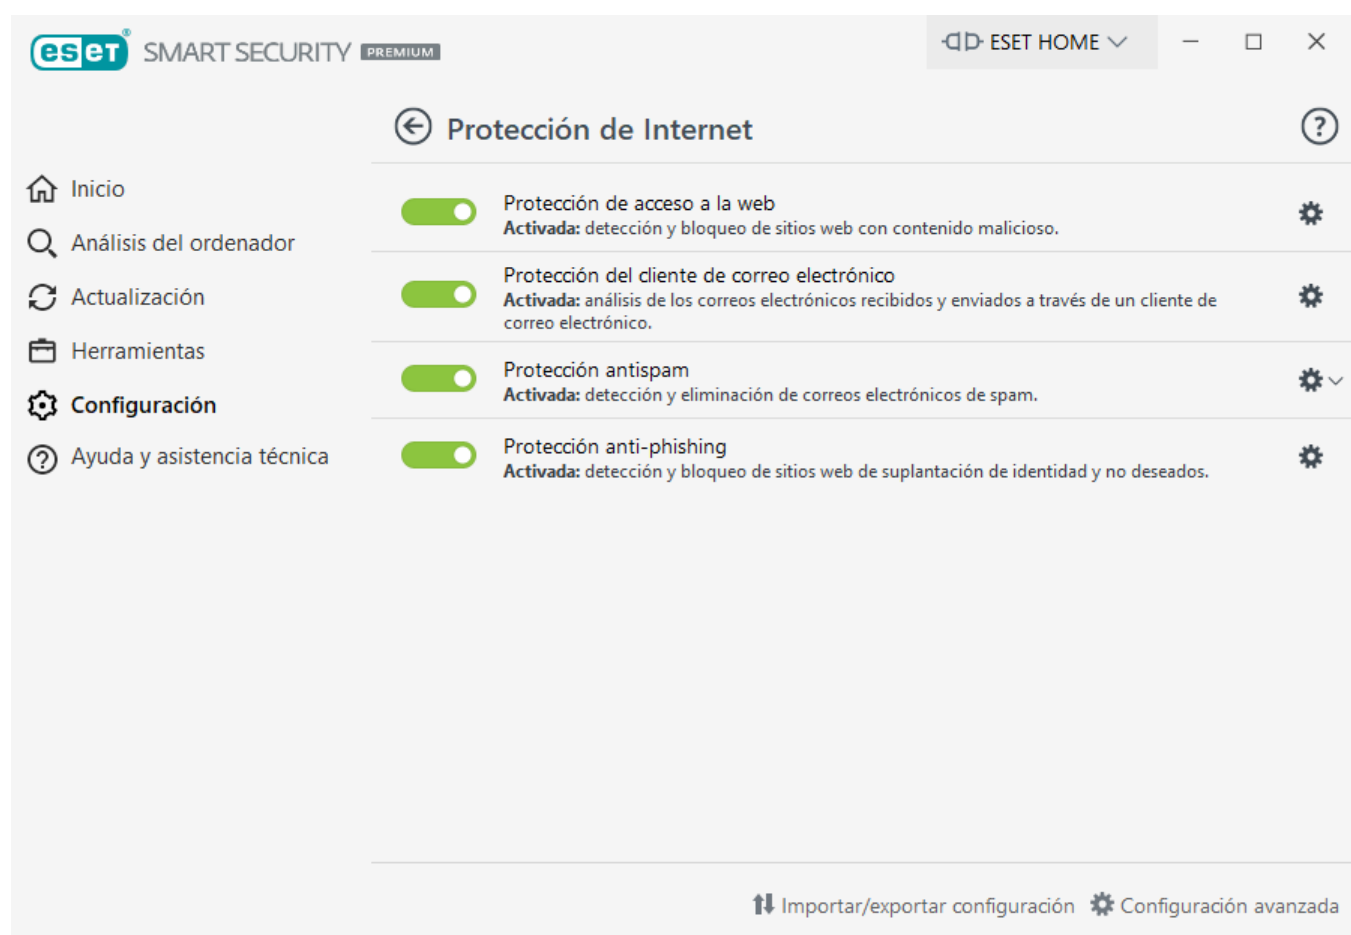 eset® SMART SECURITY PREMIUM
ESET HOME
Protección de Internet
Inicio
Análisis del ordenador
Actualización
Herramientas
Configuración
Ayuda y asistencia técnica
Protección de acceso a la web
Activada: detección y bloqueo de sitios web con contenido malicioso.
Protección del cliente de correo electrónico
Activada: análisis de los correos electrónicos recibidos y enviados a través de un cliente de
correo electrónico.
Protección antispam
Activada: detección y eliminación de correos electrónicos de spam.
Protección anti-phishing
Activada: detección y bloqueo de sitios web de suplantación de identidad y no deseados.
Importar/exportar configuración
Configuración avanzada